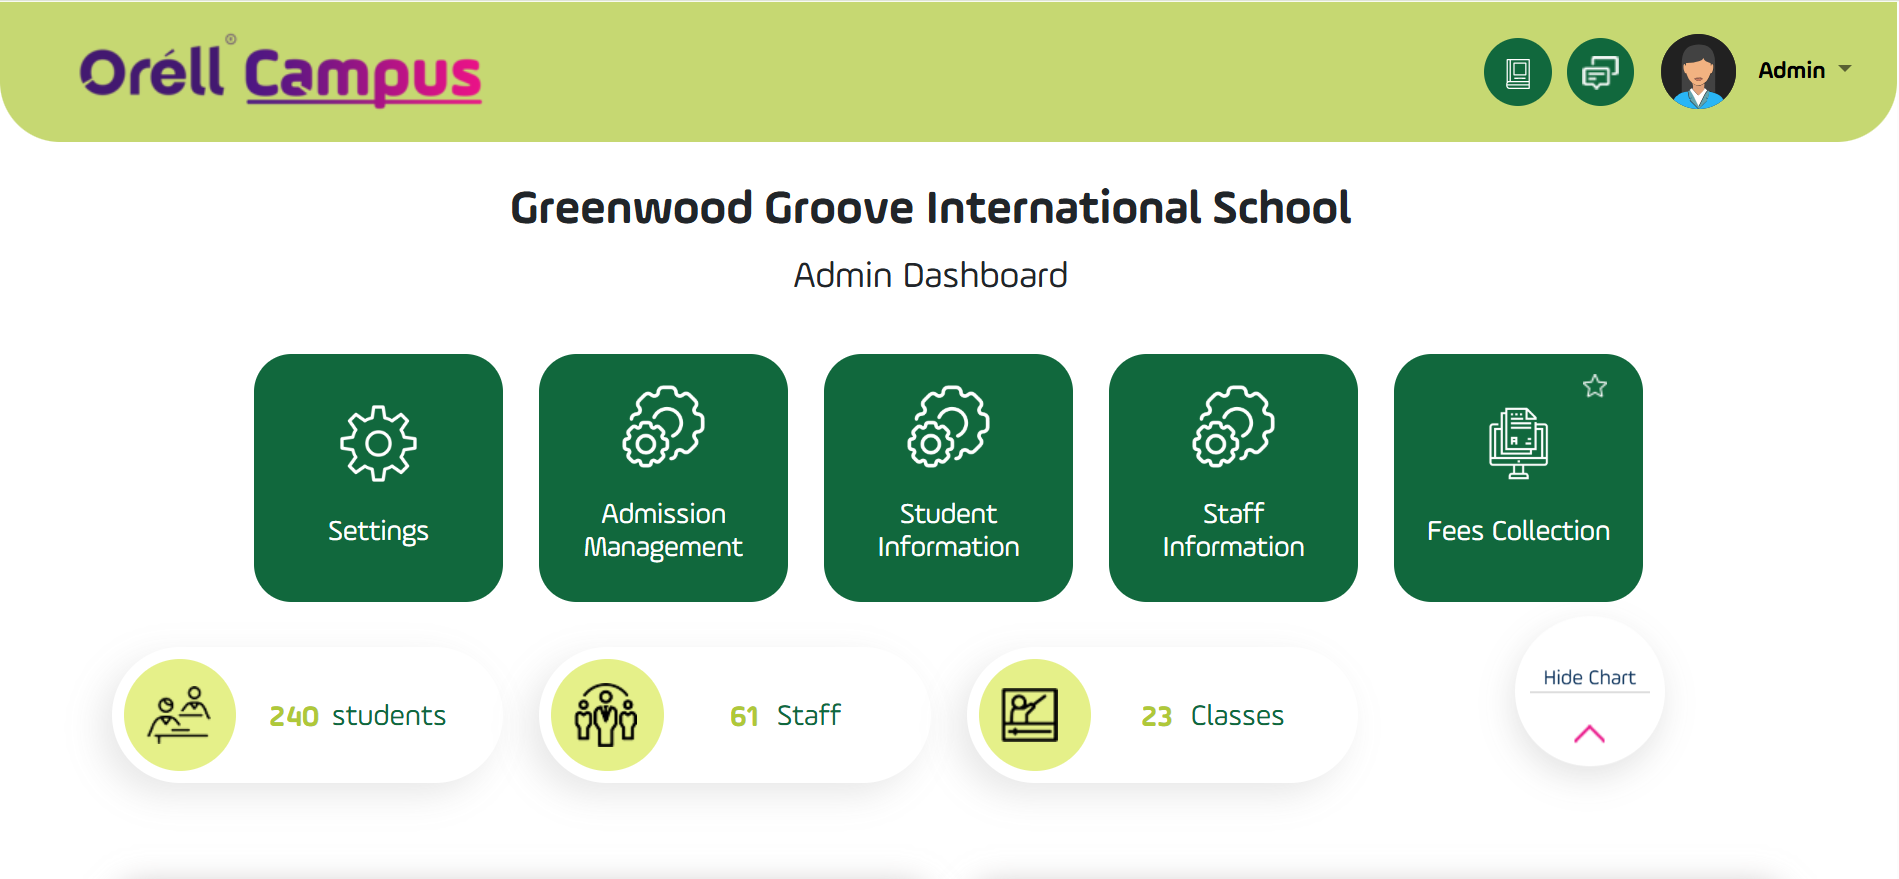 Oréll® Campus
Admin
Greenwood Groove International School
Admin Dashboard
Settings
Admission
Management
Student
Information
Staff
Information
Fees Collection
240 students
61 Staff
23 Classes
Hide Chart